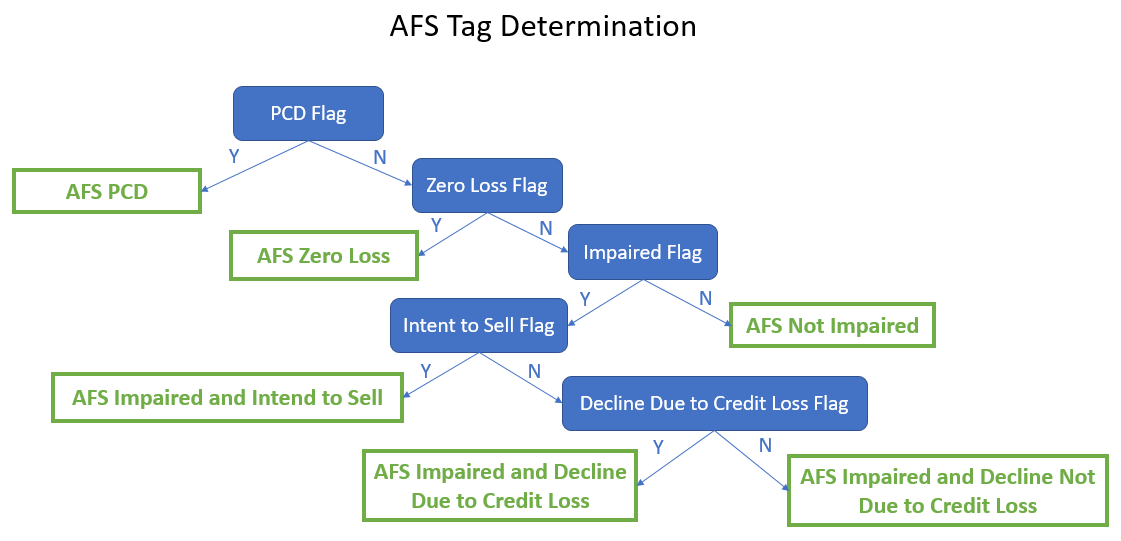 AFS Tag Determination
PCD Flag
Y
N
AFS PCD
Zero Loss Flag
Y
N
AFS Zero Loss
Impaired Flag
Y
N
Intent to Sell Flag
AFS Not Impaired
Y
N
AFS Impaired and Intend to Sell
Decline Due to Credit Loss Flag
Y
N
AFS Impaired and Decline
Due to Credit Loss
AFS Impaired and Decline Not
Due to Credit Loss